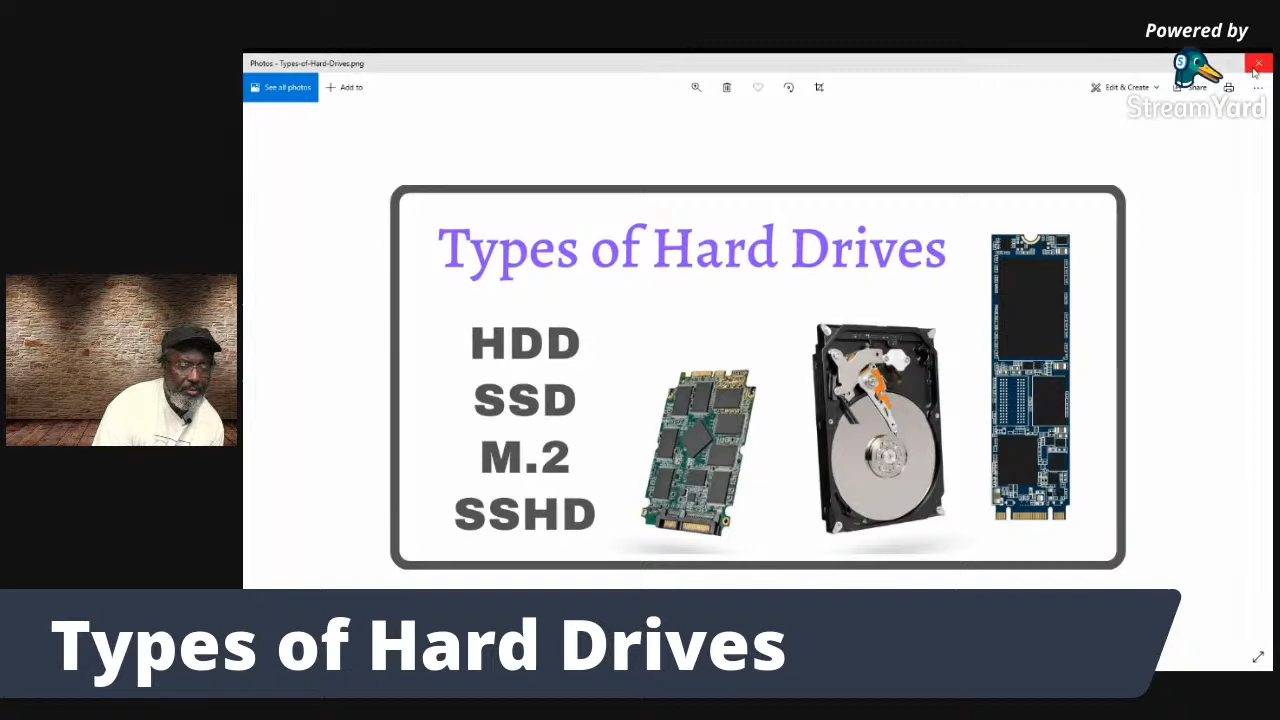 Powered by
StreamYard
Photos - Types-of-Hard-Drives.png
See all photos
Add to
Edit & Create
Share
Types of Hard Drives
HDD
SSD
M.2
SSHD
Types of Hard Drives